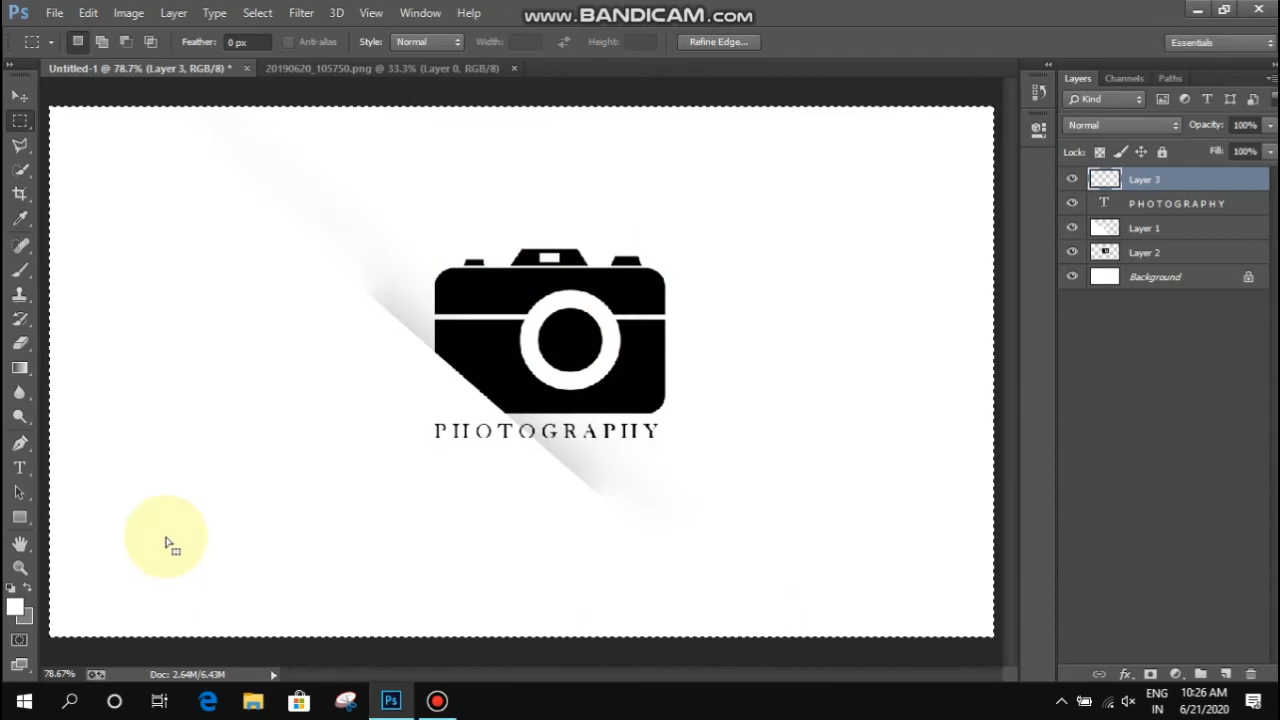 Ps File Edit Image Layer Type Select Filter 3D View Window Help
www.BANDICAM.com
Feather: 0 px Anti-alias Style: Normal Width: Height: Refine Edge... Essentials
Untitled-1 @ 78.7% (Layer 3, RGB/8) * × 20190620_105750.png @ 33.3% (Layer 0, RGB/8) ×
Layers Channels Paths
Kind
Normal Opacity: 100%
Lock: Fill: 100%
Layer 3
T PHOTOGRAPHY
Layer 1
Layer 2
Background
PHOTOGRAPHY
78.67% Doc: 2.64M/6.43M
Ps
ENG
IN
10:26 AM
6/21/2020